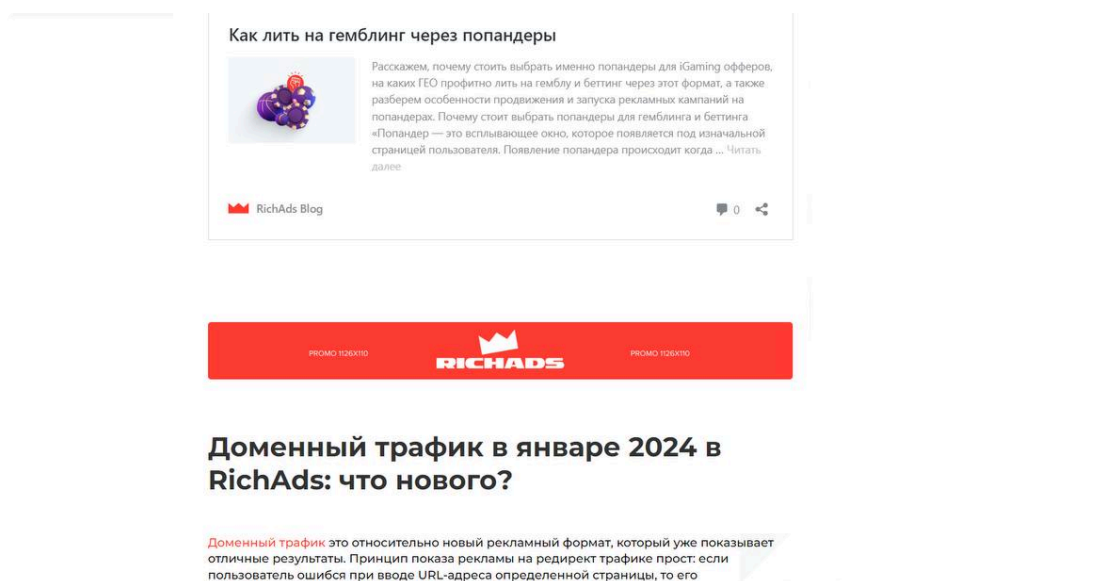 Как лить на гемблинг через попандеры
Расскажем, почему стоить выбрать именно попандеры для iGaming офферов,
на каких ГЕО профитно лить на гемблу и беттинг через этот формат, а также
разберем особенности продвижения и запуска рекламных кампаний на
попандерах. Почему стоит выбрать попандеры для гемблинга и беттинга
«Попандер — это всплывающее окно, которое появляется под изначальной
страницей пользователя. Появление попандера происходит когда ... Читать
далее
RichAds Blog
0
PROMO 1126X110
RICHADS
PROMO 1126X110
Доменный трафик в январе 2024 в
RichAds: что нового?
Доменный трафик это относительно новый рекламный формат, который уже показывает
отличные результаты. Принцип показа рекламы на редирект трафике прост: если
пользователь ошибся при вводе URL-адреса определенной страницы, то его